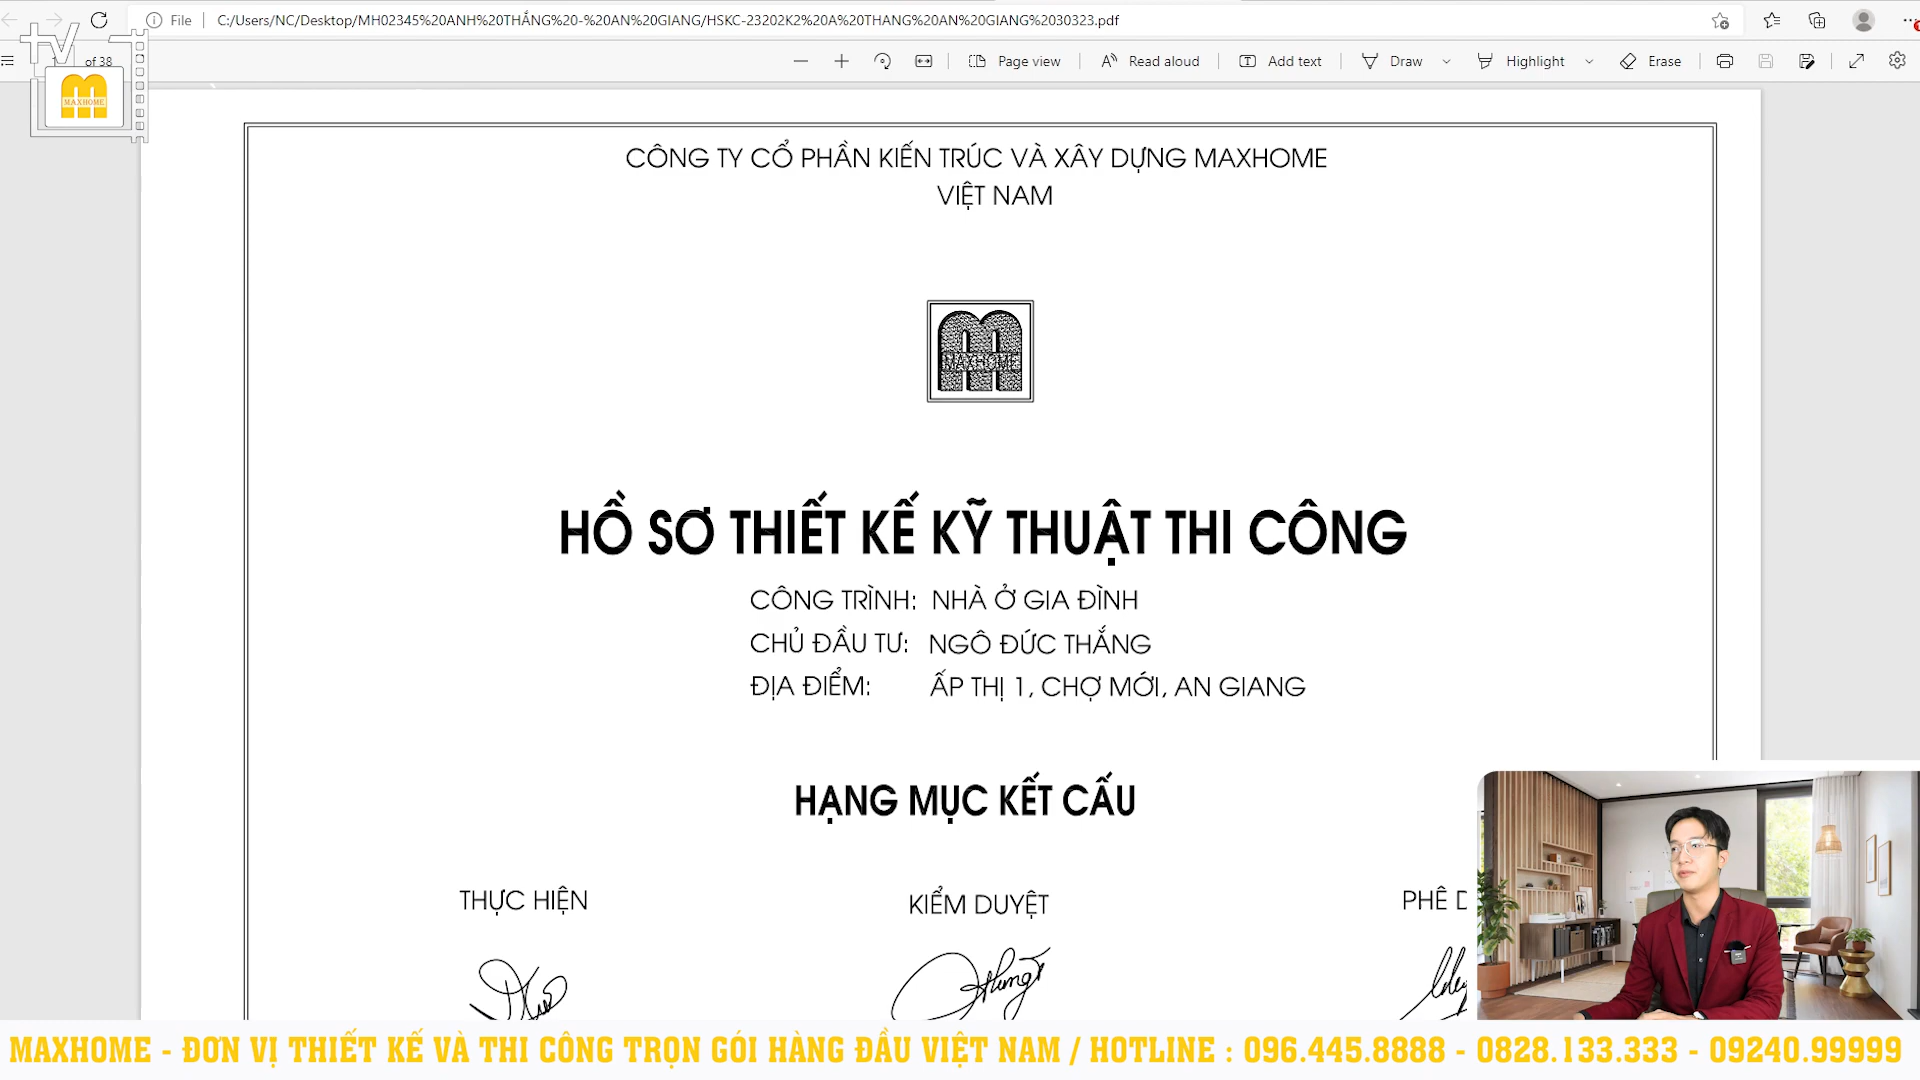 File
C:/Users/NC/Desktop/MH02345%20ANH%20THẮNG%20-%20AN%20GIANG/HSKC-23202K2%20A%20THANG%20AN%20GIANG%2030323.pdf
tv
of 38
Page view
Read aloud
Add text
Draw
Highlight
Erase
MAXHOME
CÔNG TY CỔ PHẦN KIẾN TRÚC VÀ XÂY DỰNG MAXHOME
VIỆT NAM
MAXHOME
HỒ SƠ THIẾT KẾ KỸ THUẬT THI CÔNG
CÔNG TRÌNH: NHÀ Ở GIA ĐÌNH
CHỦ ĐẦU TƯ: NGÔ ĐỨC THẮNG
ĐỊA ĐIỂM: ẤP THỊ 1, CHỢ MỚI, AN GIANG
HẠNG MỤC KẾT CẤU
THỰC HIỆN
KIỂM DUYỆT
PHÊ
MAXHOME - ĐƠN VỊ THIẾT KẾ VÀ THI CÔNG TRỌN GÓI HÀNG ĐẦU VIỆT NAM / HOTLINE : 096.445.8888 - 0828.133.333 - 09240.99999